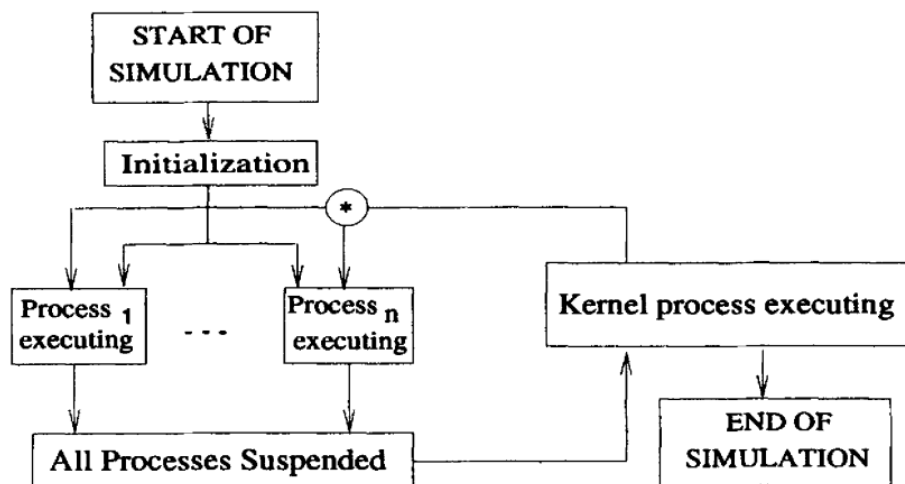 START OF
SIMULATION
Initialization
*
Process 1
executing
- - -
Process n
executing
Kernel process executing
All Processes Suspended
END OF
SIMULATION